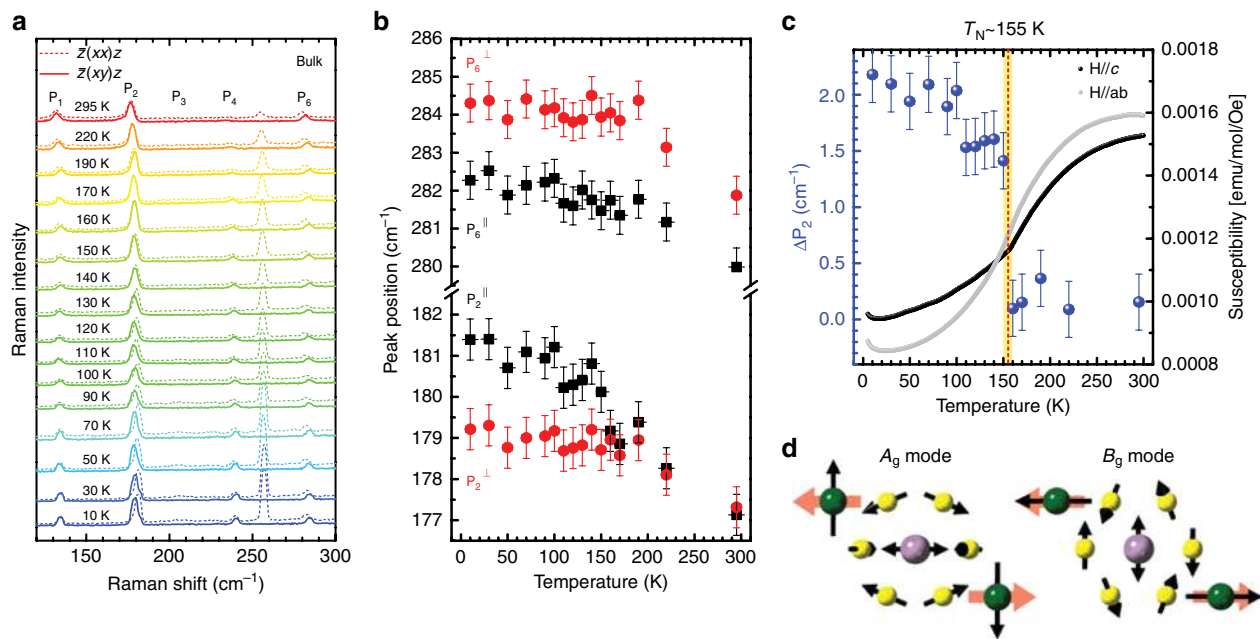 a
z̄(xx)z
z̄(xy)z
Bulk
P1
P2
P3
P4
P6
295 K
220 K
190 K
170 K
160 K
150 K
140 K
130 K
120 K
110 K
100 K
90 K
70 K
50 K
30 K
10 K
Raman intensity
150 200 250 300
Raman shift (cm–1)
b
286
285
284
283
282
281
280
182
181
180
179
178
177
P6⊥
P6||
P2||
P2⊥
Peak position (cm–1)
0 50 100 150 200 250 300
Temperature (K)
c
TN~155 K
H//c
H//ab
2.0
1.5
1.0
0.5
0.0
ΔP2 (cm–1)
0.0018
0.0016
0.0014
0.0012
0.0010
0.0008
Susceptibility [emu/mol/Oe]
0 50 100 150 200 250 300
Temperature (K)
d
Ag mode
Bg mode